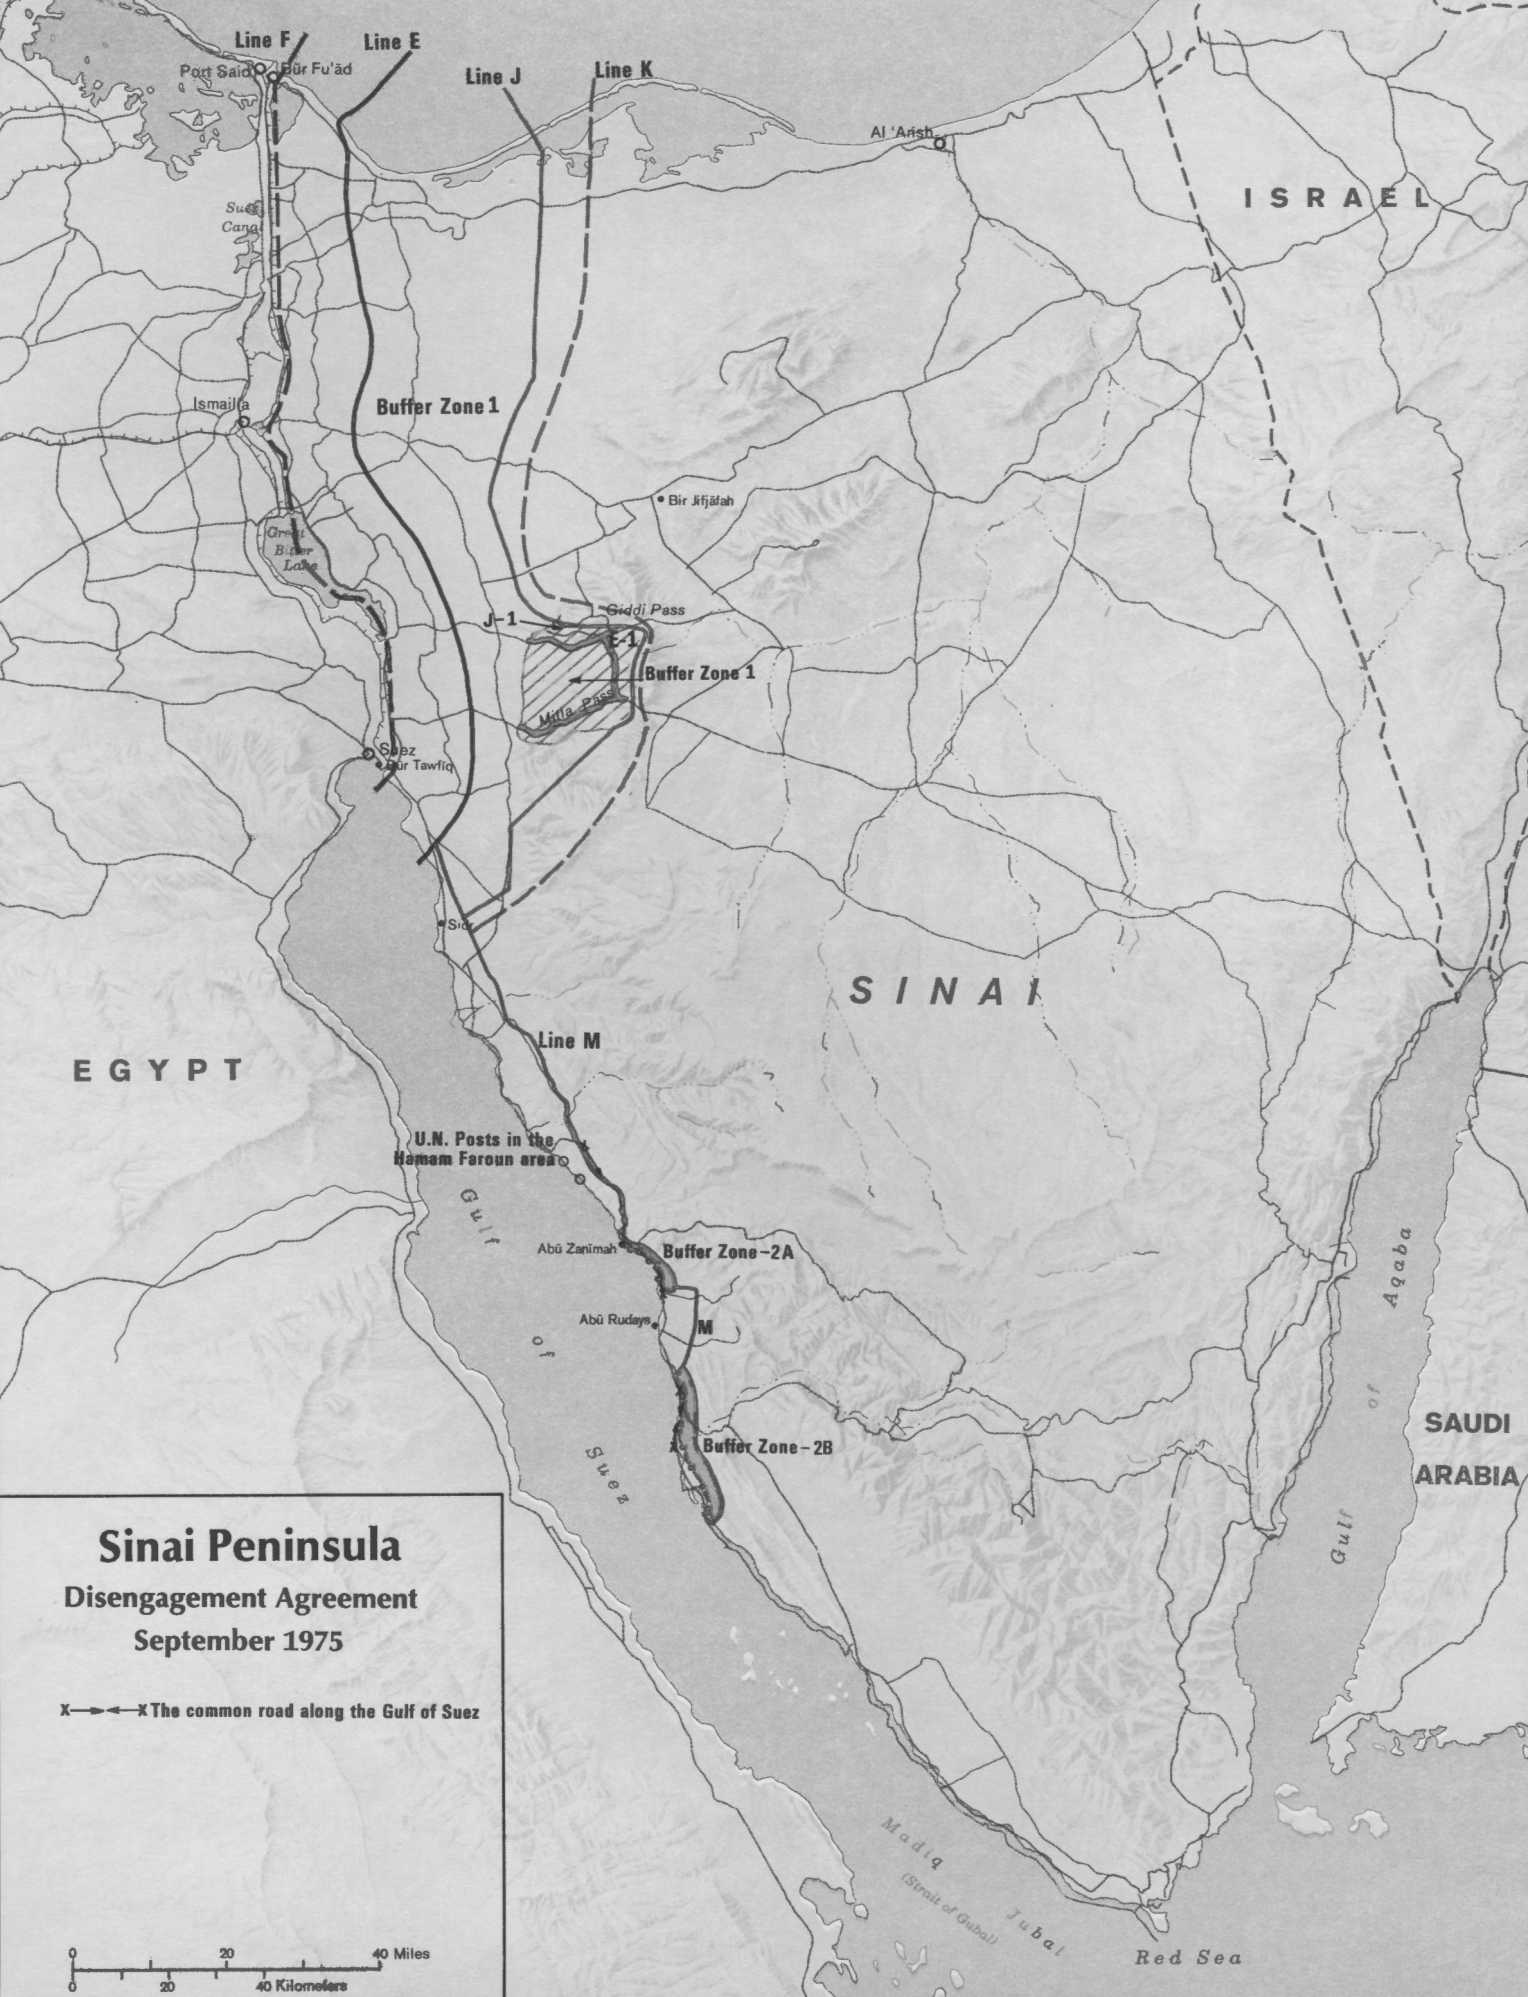 Line F
Line E
Line J
Line K
Port Said
Būr Fu'ād
Al 'Arish
ISRAEL
Suez
Canal
Ismailia
Buffer Zone 1
Bir Jifjāfah
Great
Bitter
Lake
Giddi Pass
J-1
E-1
Buffer Zone 1
Mitla Pass
Suez
Būr Tawfīq
Sidr
SINAI
EGYPT
Line M
U.N. Posts in the
Hamam Faroun area
Gulf of Suez
Abū Zanīmah
Buffer Zone-2A
Abū Rudays
M
X
Buffer Zone-2B
Gulf of Aqaba
SAUDI
ARABIA
Sinai Peninsula
Disengagement Agreement
September 1975
X X The common road along the Gulf of Suez
Madiq Jubal
(Strait of Gubal)
Red Sea
0 20 40 Miles
0 20 40 Kilometers